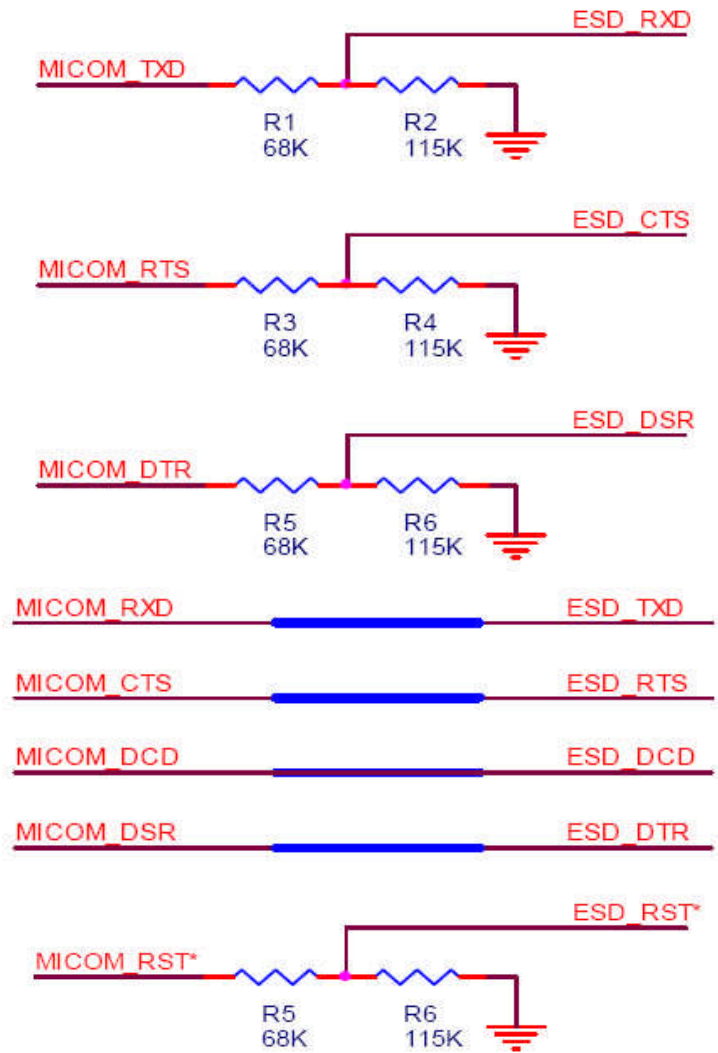 ESD_RXD
MICOM_TXD
R1 R2
68K 115K
ESD_CTS
MICOM_RTS
R3 R4
68K 115K
ESD_DSR
MICOM_DTR
R5 R6
68K 115K
MICOM_RXD ESD_TXD
MICOM_CTS ESD_RTS
MICOM_DCD ESD_DCD
MICOM_DSR ESD_DTR
ESD_RST*
MICOM_RST*
R5 R6
68K 115K